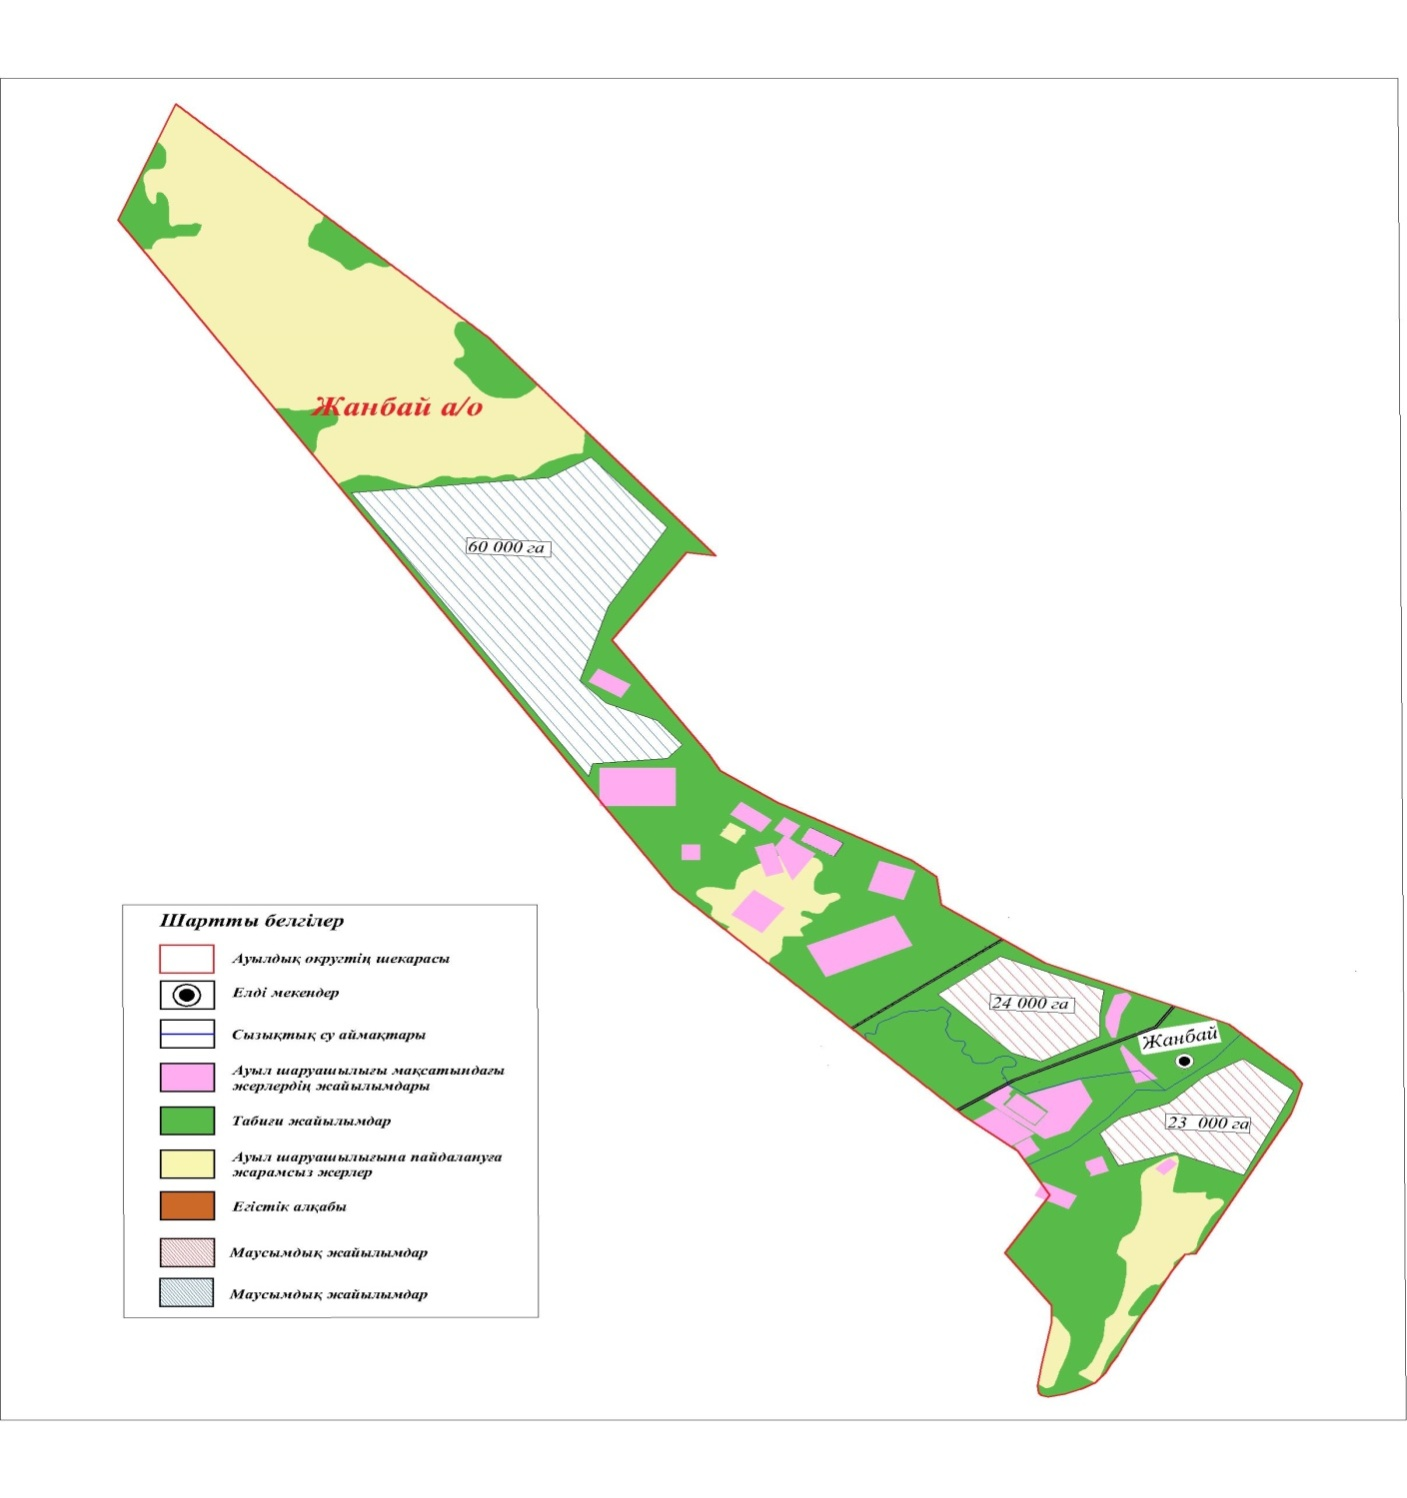 Жанбай а/о
60 000 га
24 000 га
Жанбай
23 000 га
Шартты белгілер
Ауылдық округтің шекарасы
Елді мекендер
Сызықтық су аймақтары
Ауыл шаруашылығы мақсатындағы
жерлердің жайылымдары
Табиғи жайылымдар
Ауыл шаруашылығына пайдалануға
жарамсыз жерлер
Егістік алқабы
Маусымдық жайылымдар
Маусымдық жайылымдар